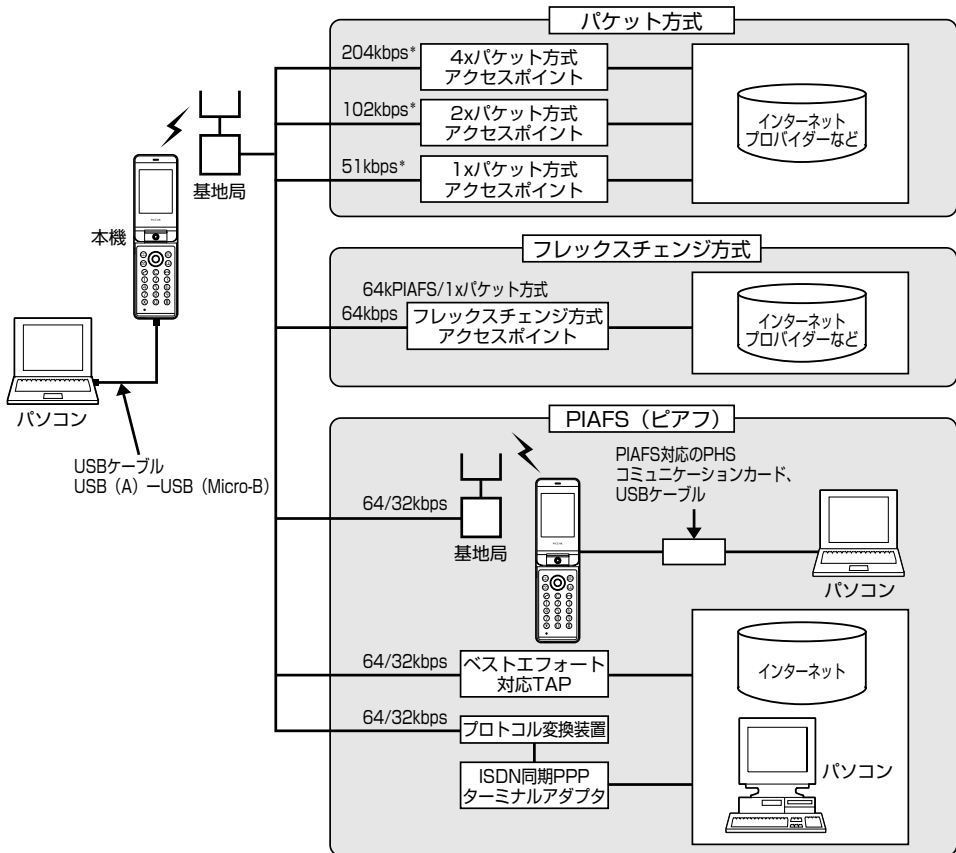 パケット方式
204kbps*
4xパケット方式
アクセスポイント
102kbps*
2xパケット方式
アクセスポイント
51kbps*
1xパケット方式
アクセスポイント
インターネット
プロバイダーなど
基地局
本機
パソコン
USBケーブル
USB（A）ーUSB（Micro-B）
フレックスチェンジ方式
64kPIAFS/1xパケット方式
64kbps
フレックスチェンジ方式
アクセスポイント
インターネット
プロバイダーなど
PIAFS（ピアフ）
64/32kbps
基地局
PIAFS対応のPHS
コミュニケーションカード、
USBケーブル
パソコン
64/32kbps
ベストエフォート
対応TAP
インターネット
64/32kbps
プロトコル変換装置
ISDN同期PPP
ターミナルアダプタ
パソコン